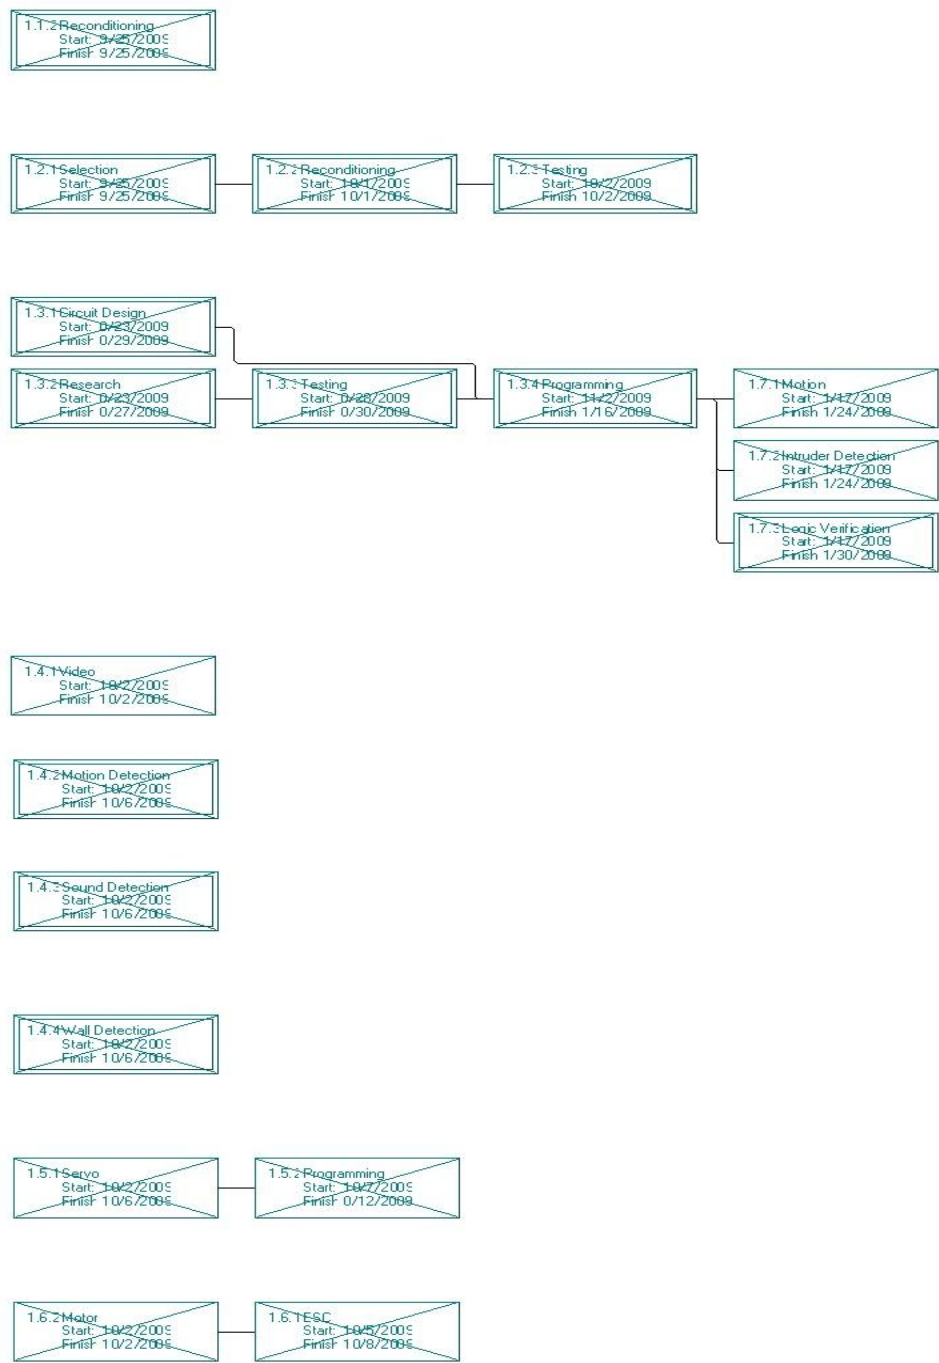 1.1.2 Reconditioning
Start: 9/25/2009
Finish 9/25/2009
1.2.1 Selection
Start: 9/25/2009
Finish 9/25/2009
1.2.2 Reconditioning
Start: 10/1/2009
Finish 10/1/2009
1.2.3 Testing
Start: 10/2/2009
Finish 10/2/2009
1.3.1 Circuit Design
Start: 0/23/2009
Finish 0/29/2009
1.3.2 Research
Start: 0/23/2009
Finish 0/27/2009
1.3.3 Testing
Start: 0/28/2009
Finish 0/30/2009
1.3.4 Programming
Start: 11/2/2009
Finish 1/16/2009
1.7.1 Motion
Start: 1/17/2009
Finish 1/24/2009
1.7.2 Intruder Detection
Start: 1/17/2009
Finish 1/24/2009
1.7.3 Logic Verification
Start: 1/17/2009
Finish 1/30/2009
1.4.1 Video
Start: 10/2/2009
Finish 10/2/2009
1.4.2 Motion Detection
Start: 10/2/2009
Finish 10/6/2009
1.4.3 Sound Detection
Start: 10/2/2009
Finish 10/6/2009
1.4.4 Wall Detection
Start: 10/2/2009
Finish 10/6/2009
1.5.1 Servo
Start: 10/2/2009
Finish 10/6/2009
1.5.2 Programming
Start: 10/7/2009
Finish 0/12/2009
1.6.2 Motor
Start: 10/2/2009
Finish 10/2/2009
1.6.1 ESC
Start: 10/5/2009
Finish 10/8/2009